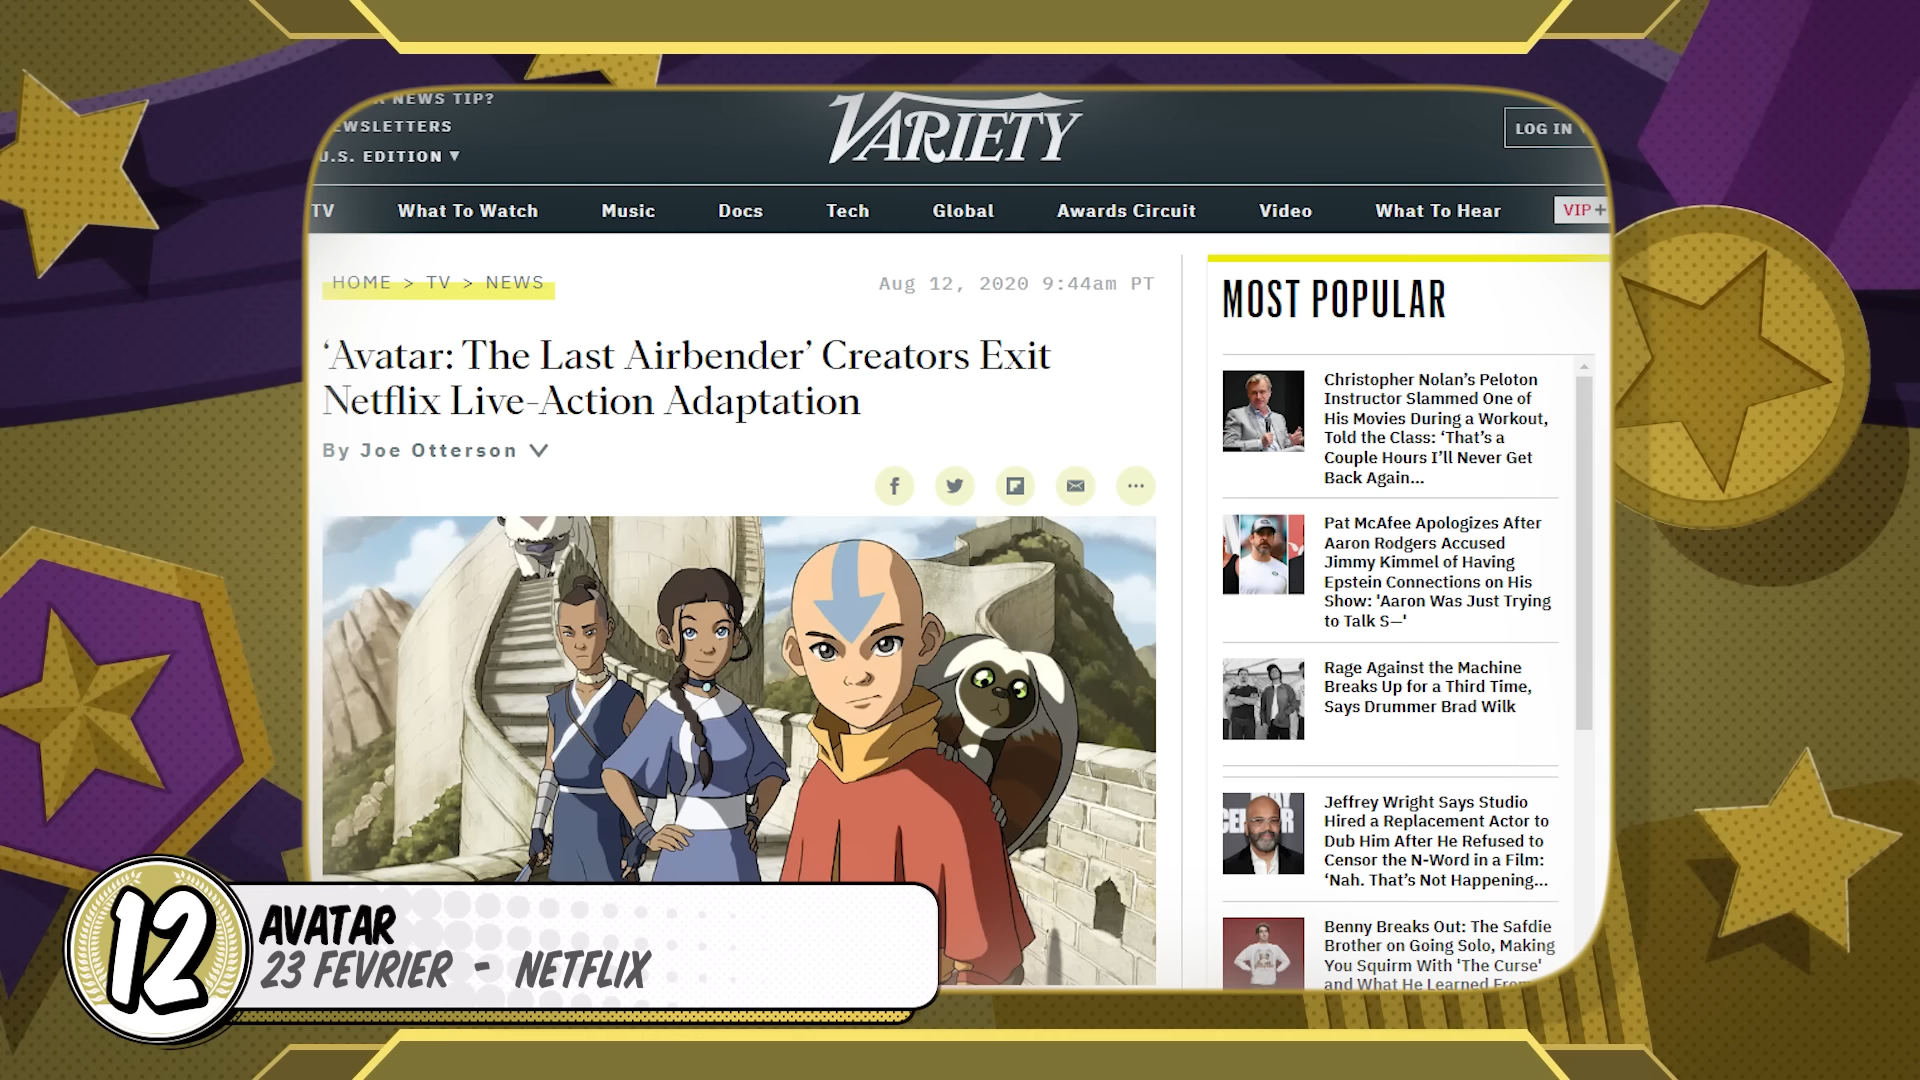 NEWS TIP?
U.S. EDITION ▼
VARIETY
LOG IN
TV
What To Watch
Music
Docs
Tech
Global
Awards Circuit
Video
What To Hear
VIP+
HOME > TV > NEWS
Aug 12, 2020 9:44am PT
‘Avatar: The Last Airbender’ Creators Exit
Netflix Live-Action Adaptation
By Joe Otterson
MOST POPULAR
Christopher Nolan’s Peloton
Instructor Slammed One of
His Movies During a Workout,
Told the Class: ‘That’s a
Couple Hours I’ll Never Get
Back Again...
Pat McAfee Apologizes After
Aaron Rodgers Accused
Jimmy Kimmel of Having
Epstein Connections on His
Show: 'Aaron Was Just Trying
to Talk S—'
Rage Against the Machine
Breaks Up for a Third Time,
Says Drummer Brad Wilk
Jeffrey Wright Says Studio
Hired a Replacement Actor to
Dub Him After He Refused to
Censor the N-Word in a Film:
‘Nah. That’s Not Happening...
Benny Breaks Out: The Safdie
Brother on Going Solo, Making
You Squirm With 'The Curse'
and What He Learned
12
AVATAR
23 FEVRIER - NETFLIX